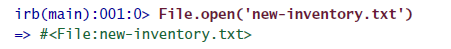 irb(main):001:0> File.open('new-inventory.txt')
=> #<File:new-inventory.txt>